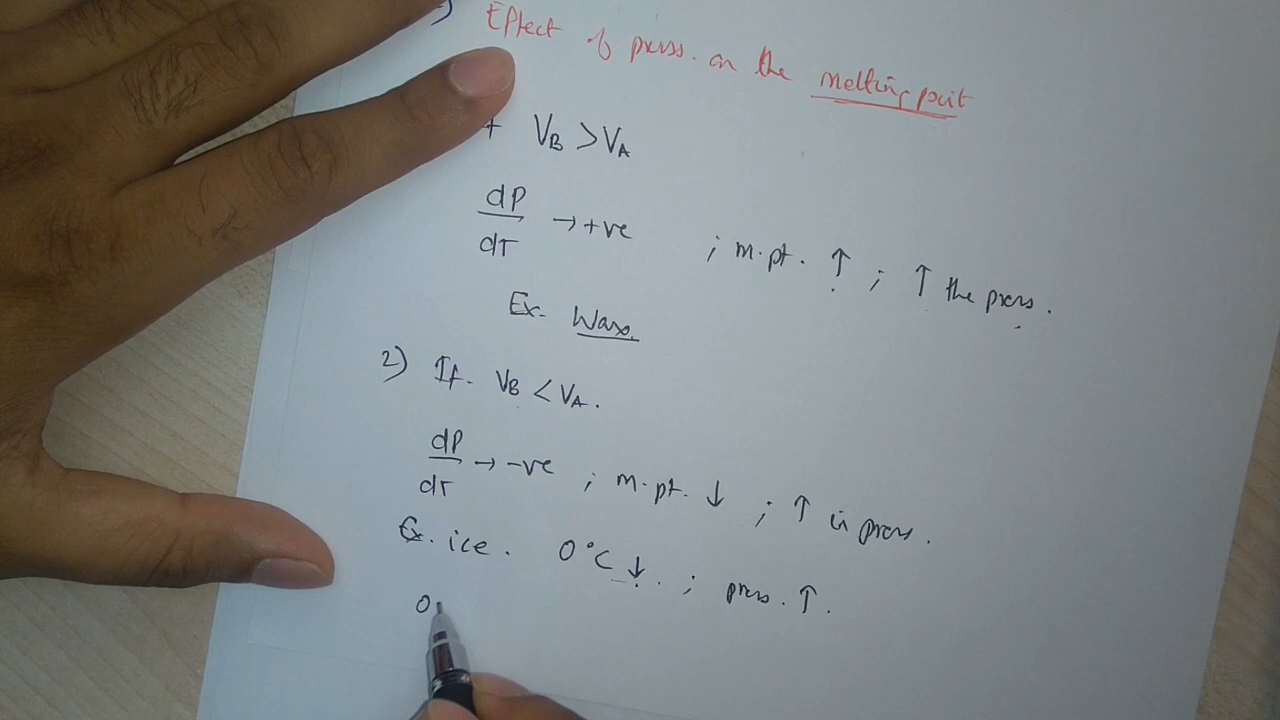 Effect of press. on the melting point
VB > VA
dP
dT
→ +ve ; m.pt. ↑ ; ↑ the press.
Ex. Wax.
2) If VB < VA.
dP
dT
→ -ve ; m.pt. ↓ ; ↑ in press.
Ex. ice. 0°C ↓. ; press. ↑.
0